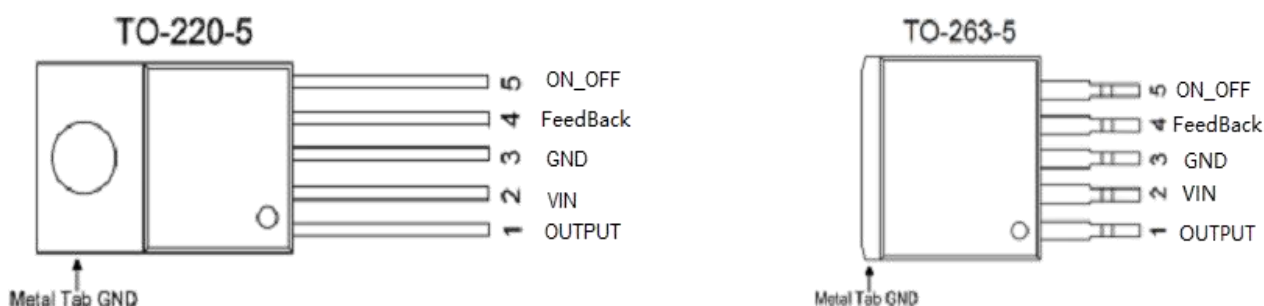 TO-220-5
5 ON_OFF
4 FeedBack
3 GND
2 VIN
1 OUTPUT
Metal Tab GND
TO-263-5
5 ON_OFF
4 FeedBack
3 GND
2 VIN
1 OUTPUT
Metal Tab GND